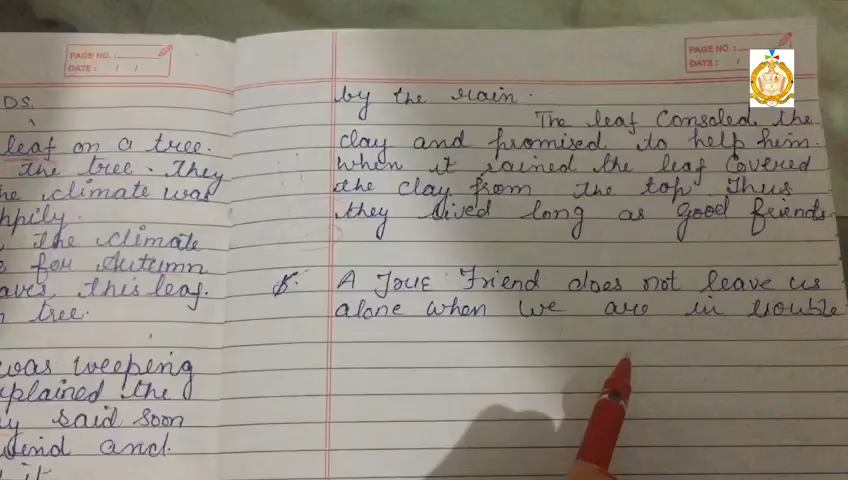 PAGE NO.:
DATE: / /
DS.
leaf on a tree.
the tree. They
he climate was
ppily.
the climate
s for Autumn
aves, this leaf.
n tree.
was weeping
xplained the
y said soon
wend and
it
PAGE NO.:
DATE: /
by the rain.
The leaf Consoled the
clay and promised to help him.
When it rained the leaf Covered
the clay from the top Thus
they lived long as good friends.
A True Friend does not leave us
alone when we are in trouble